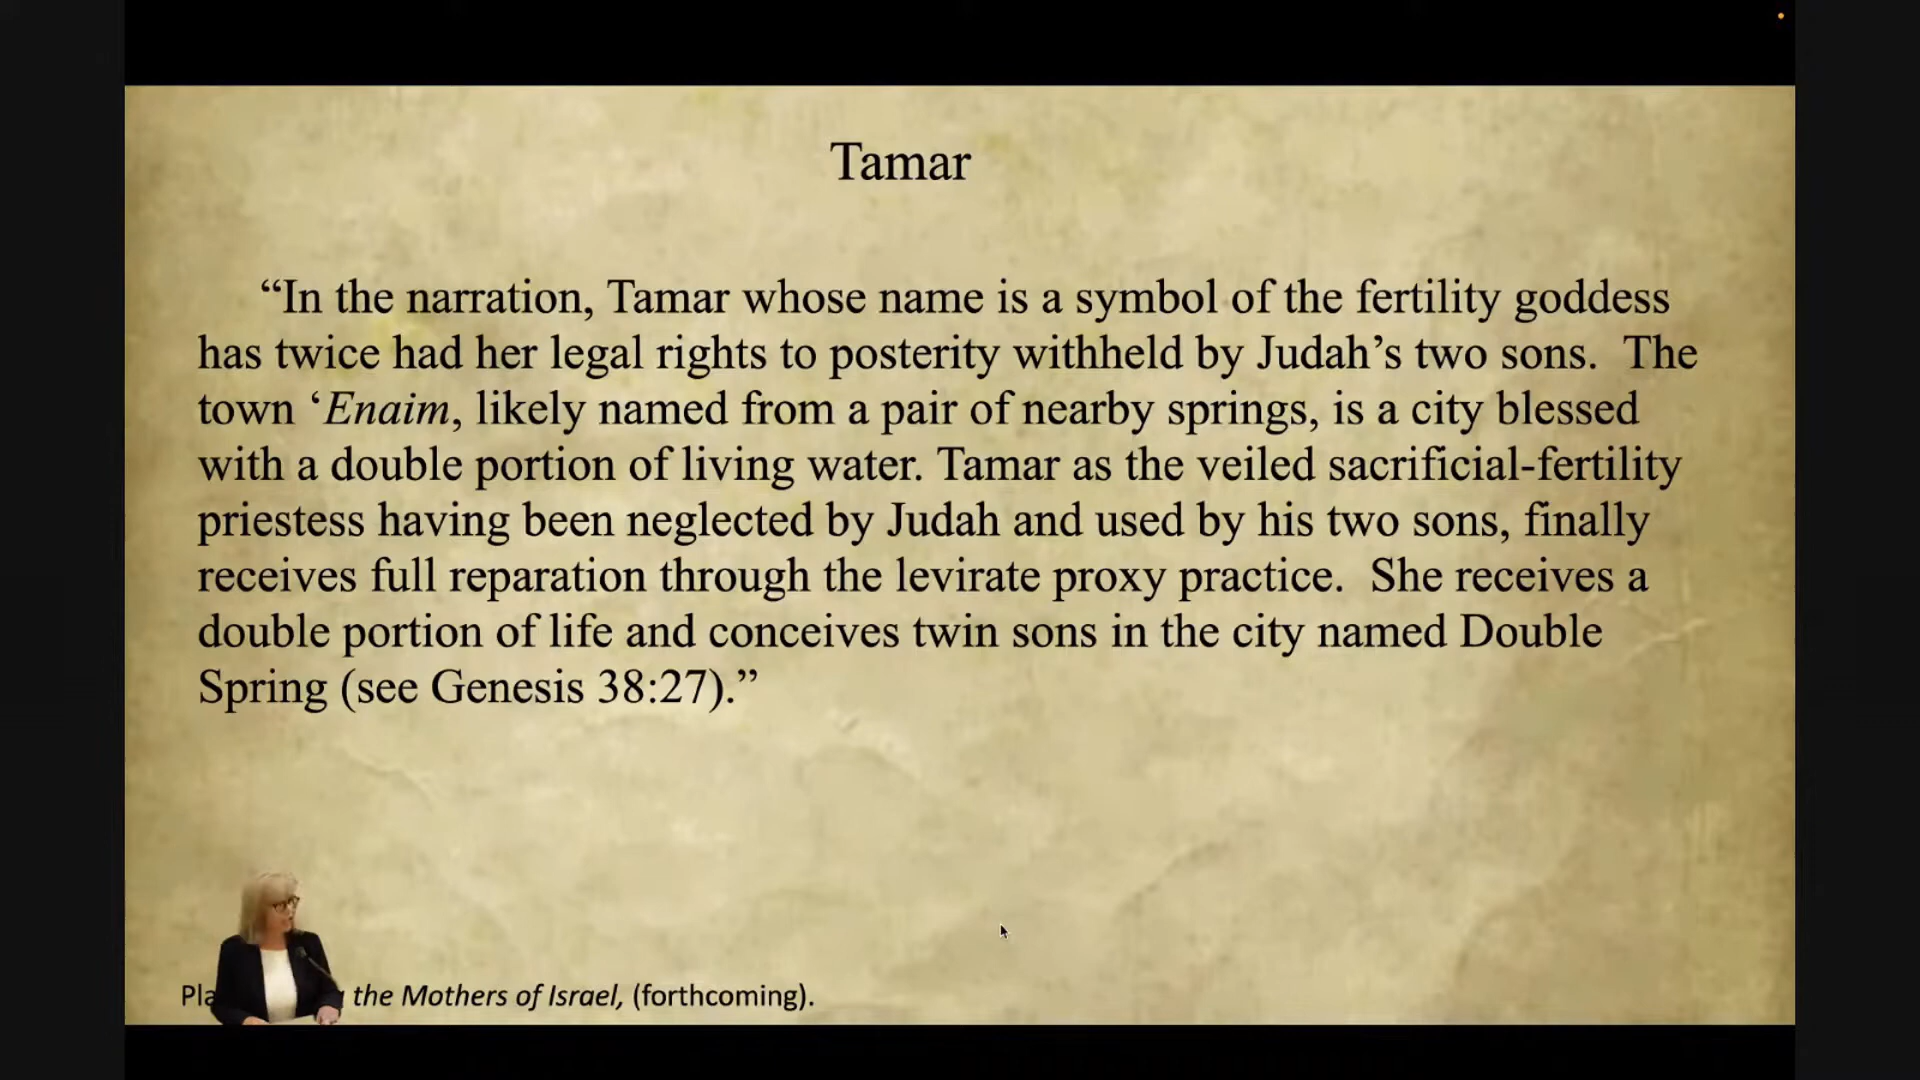 Tamar
“In the narration, Tamar whose name is a symbol of the fertility goddess
has twice had her legal rights to posterity withheld by Judah’s two sons.  The
town ‘Enaim, likely named from a pair of nearby springs, is a city blessed
with a double portion of living water. Tamar as the veiled sacrificial-fertility
priestess having been neglected by Judah and used by his two sons, finally
receives full reparation through the levirate proxy practice.  She receives a
double portion of life and conceives twin sons in the city named Double
Spring (see Genesis 38:27).”
the Mothers of Israel, (forthcoming).